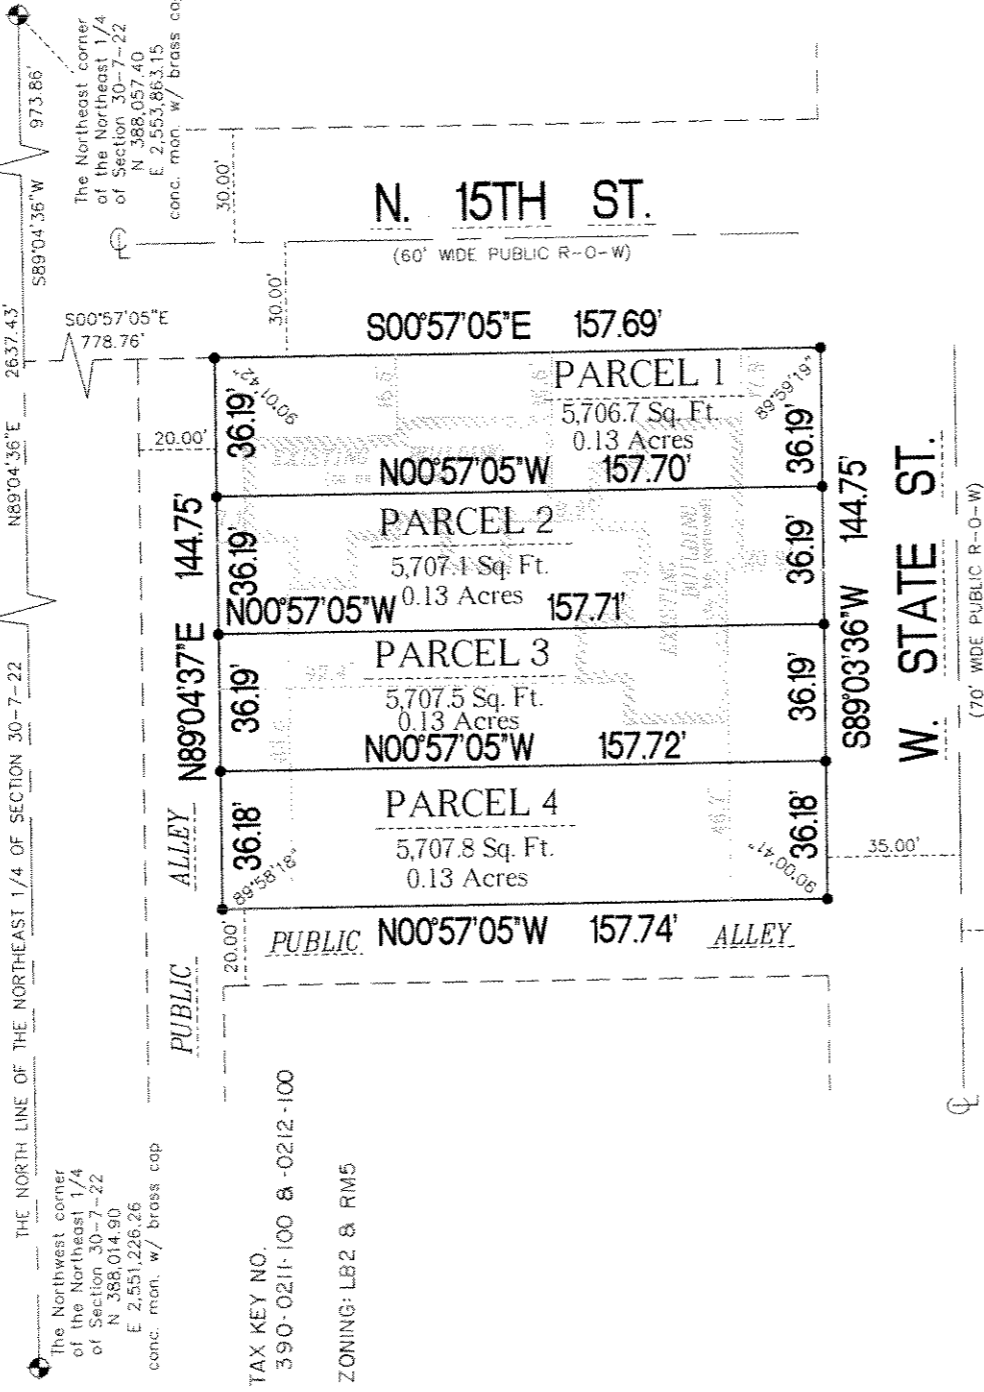 The Northeast corner
of the Northeast 1/4
of Section 30-7-22
N 388,057.40
E 2,553,863.15
conc. mon. w/ brass ca
S89°04'36"W 973.86'
N89°04'36"E 2637.43'
THE NORTH LINE OF THE NORTHEAST 1/4 OF SECTION 30-7-22
The Northwest corner
of the Northeast 1/4
of Section 30-7-22
N 388,014.90
E 2,551,226.26
conc. mon. w/ brass cap
30.00'
N. 15TH ST.
(60' WIDE PUBLIC R-O-W)
30.00'
S00°57'05"E
778.76'
S00°57'05"E 157.69'
PARCEL 1
5,706.7 Sq. Ft.
0.13 Acres
90°01'42"
89°59'19"
36.19'
36.19'
20.00'
EXISTING
N00°57'05"W 157.70'
PARCEL 2
5,707.1 Sq. Ft.
0.13 Acres
36.19'
36.19'
EXISTING
BUILDING
N00°57'05"W 157.71'
N89°04'37"E 144.75'
PARCEL 3
5,707.5 Sq. Ft.
0.13 Acres
36.19'
36.19'
N00°57'05"W 157.72'
S89°03'36"W 144.75'
W. STATE ST.
(70' WIDE PUBLIC R-O-W)
PARCEL 4
5,707.8 Sq. Ft.
0.13 Acres
36.18'
36.18'
89°58'18"
90°00'41"
35.00'
PUBLIC ALLEY
20.00'
PUBLIC N00°57'05"W 157.74' ALLEY
TAX KEY NO.
390-0211-100 & -0212-100
ZONING: LB2 & RM5